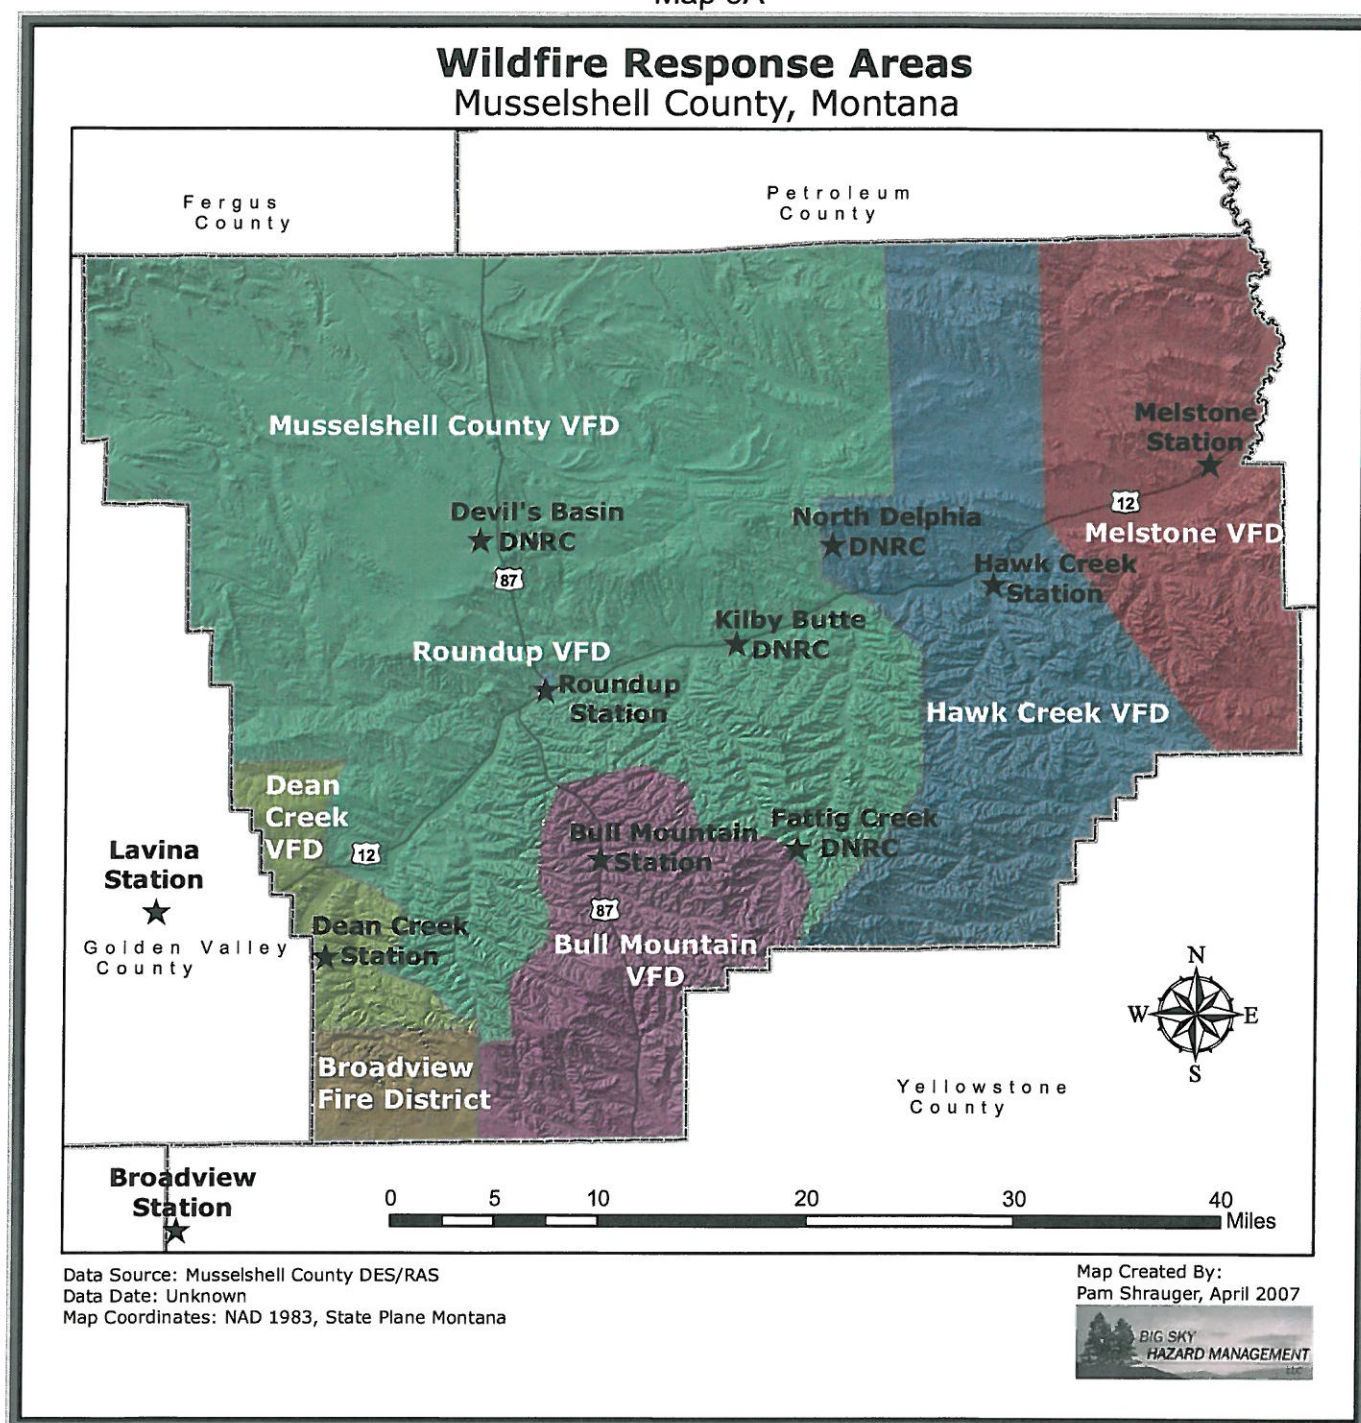 Map 6A
Wildfire Response Areas
Musselshell County, Montana
Fergus
County
Petroleum
County
Musselshell County VFD
Melstone
Station
12
Melstone VFD
Devil's Basin
DNRC
87
North Delphia
DNRC
Hawk Creek
Station
Kilby Butte
DNRC
Roundup VFD
Roundup
Station
Hawk Creek VFD
Dean
Creek
VFD
12
Lavina
Station
Bull Mountain
Station
Fattig Creek
DNRC
87
Dean Creek
Station
Golden Valley
County
Bull Mountain
VFD
N
W E
S
Broadview
Fire District
Yellowstone
County
Broadview
Station
0 5 10 20 30 40
Miles
Data Source: Musselshell County DES/RAS
Data Date: Unknown
Map Coordinates: NAD 1983, State Plane Montana
Map Created By:
Pam Shrauger, April 2007
BIG SKY
HAZARD MANAGEMENT
LLC